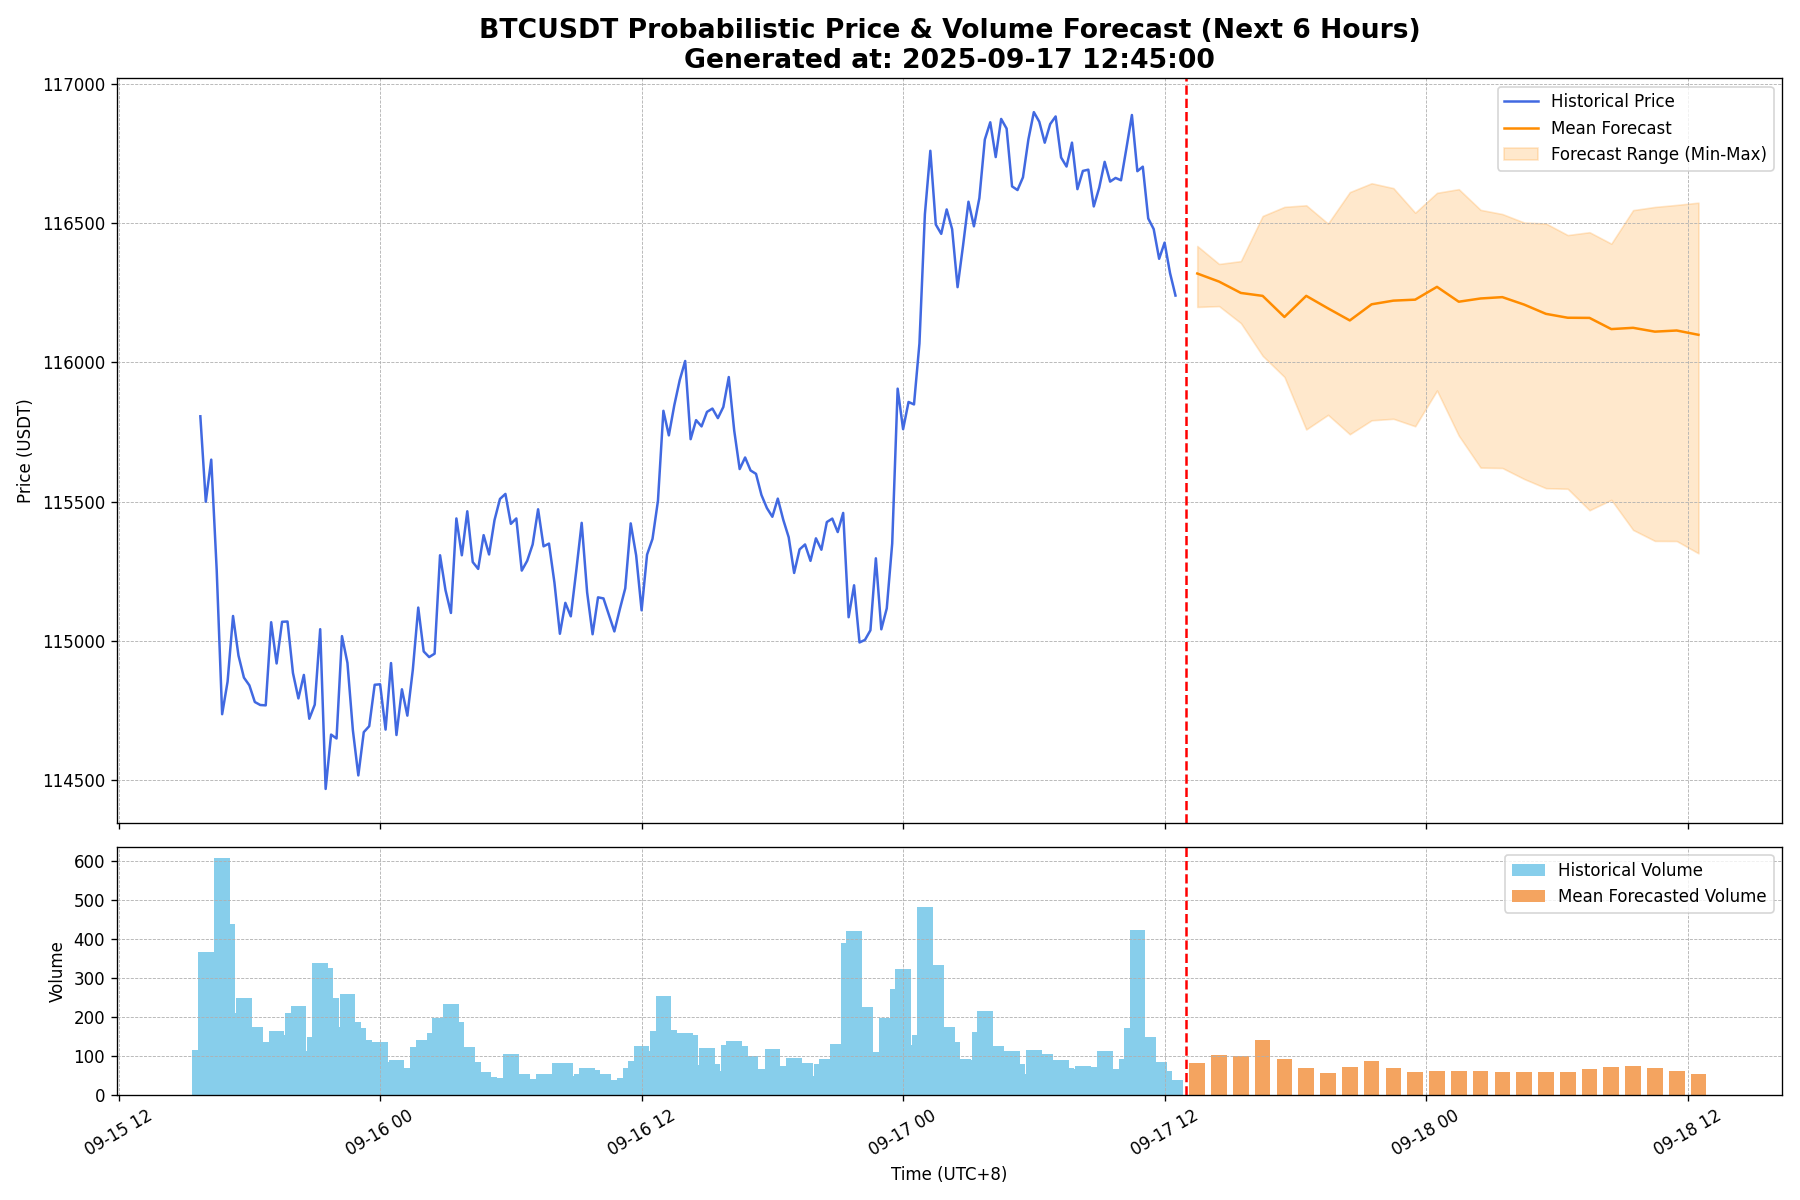 BTCUSDT Probabilistic Price & Volume Forecast (Next 6 Hours)
Generated at: 2025-09-17 12:45:00
117000
116500
116000
115500
115000
114500
Price (USDT)
Historical Price
Mean Forecast
Forecast Range (Min-Max)
600
500
400
300
200
100
0
Volume
Historical Volume
Mean Forecasted Volume
09-15 12
09-16 00
09-16 12
09-17 00
09-17 12
09-18 00
09-18 12
Time (UTC+8)